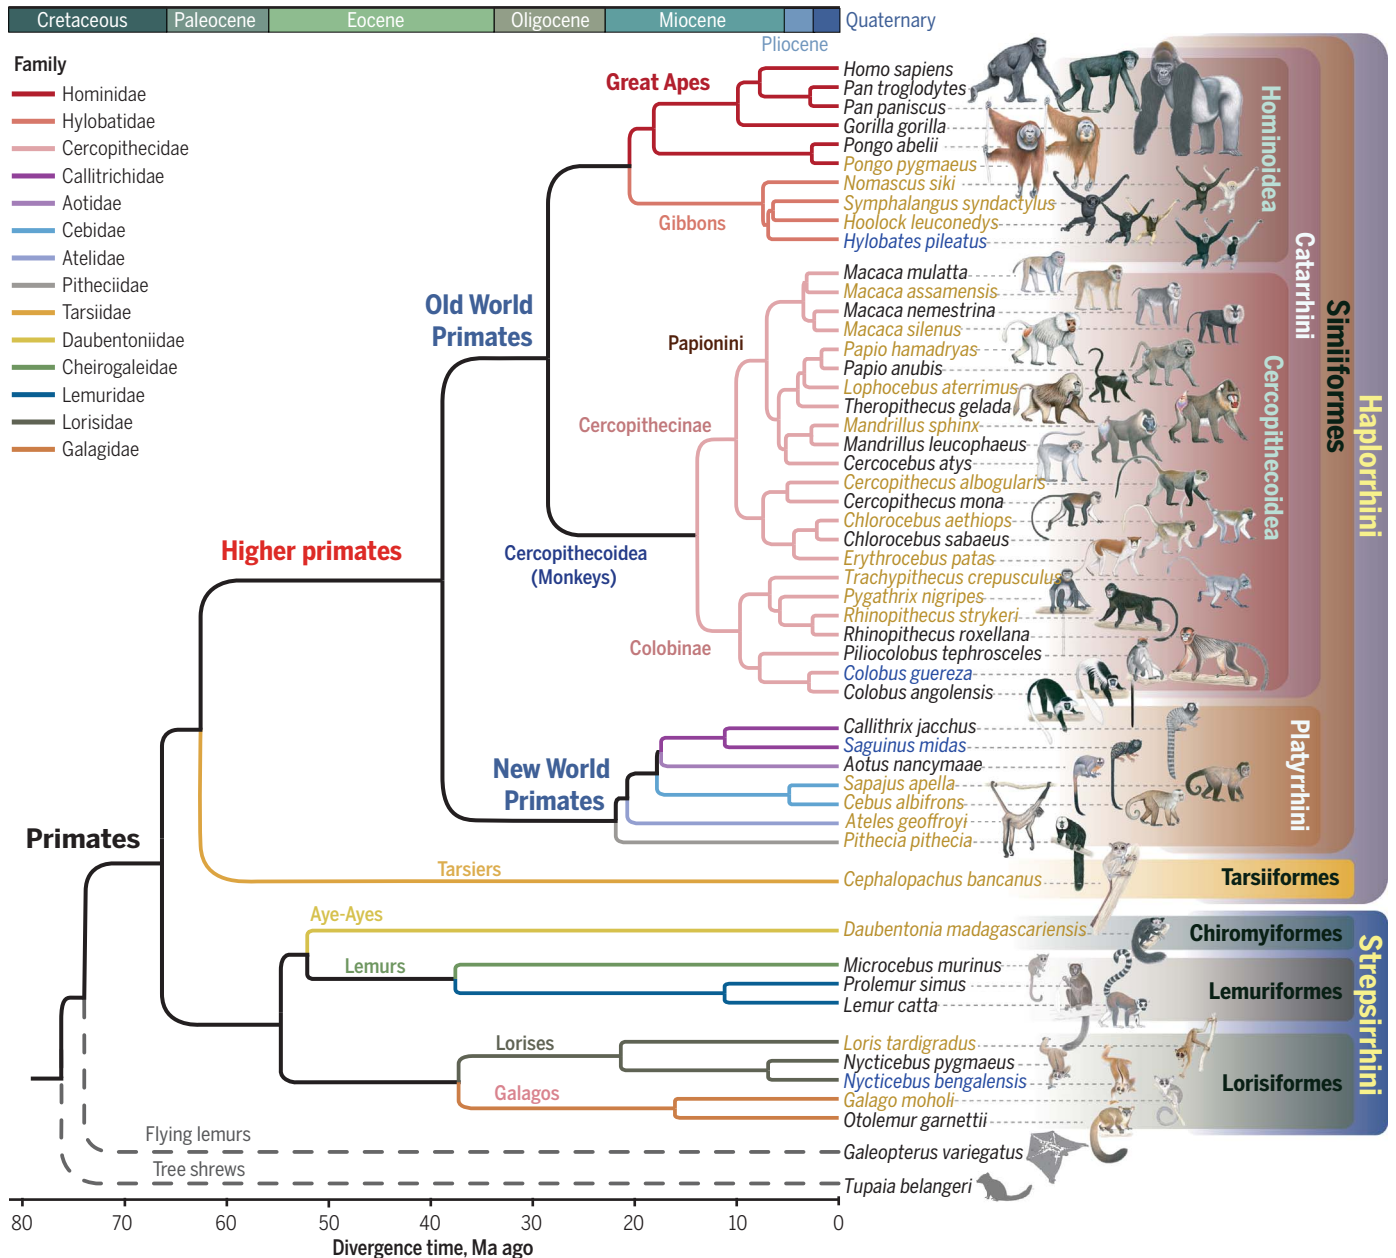 Cretaceous
Paleocene
Eocene
Oligocene
Miocene
Quaternary
Pliocene
Family
Hominidae
Hylobatidae
Cercopithecidae
Callitrichidae
Aotidae
Cebidae
Atelidae
Pitheciidae
Tarsiidae
Daubentoniidae
Cheirogaleidae
Lemuridae
Lorisidae
Galagidae
Great Apes
Gibbons
Old World
Primates
Papionini
Cercopithecinae
Higher primates
Cercopithecoidea
(Monkeys)
Colobinae
New World
Primates
Primates
Tarsiers
Aye-Ayes
Lemurs
Lorises
Galagos
Flying lemurs
Tree shrews
Homo sapiens
Pan troglodytes
Pan paniscus
Gorilla gorilla
Pongo abelii
Pongo pygmaeus
Nomascus siki
Symphalangus syndactylus
Hoolock leuconedys
Hylobates pileatus
Macaca mulatta
Macaca assamensis
Macaca nemestrina
Macaca silenus
Papio hamadryas
Papio anubis
Lophocebus aterrimus
Theropithecus gelada
Mandrillus sphinx
Mandrillus leucophaeus
Cercocebus atys
Cercopithecus albogularis
Cercopithecus mona
Chlorocebus aethiops
Chlorocebus sabaeus
Erythrocebus patas
Trachypithecus crepusculus
Pygathrix nigripes
Rhinopithecus strykeri
Rhinopithecus roxellana
Piliocolobus tephrosceles
Colobus guereza
Colobus angolensis
Callithrix jacchus
Saguinus midas
Aotus nancymaae
Sapajus apella
Cebus albifrons
Ateles geoffroyi
Pithecia pithecia
Cephalopachus bancanus
Daubentonia madagascariensis
Microcebus murinus
Prolemur simus
Lemur catta
Loris tardigradus
Nycticebus pygmaeus
Nycticebus bengalensis
Galago moholi
Otolemur garnettii
Galeopterus variegatus
Tupaia belangeri
Hominoidea
Catarrhini
Simiiformes
Haplorrhini
Cercopithecoidea
Platyrrhini
Tarsiiformes
Chiromyiformes
Lemuriformes
Lorisiformes
Strepsirrhini
80 70 60 50 40 30 20 10 0
Divergence time, Ma ago